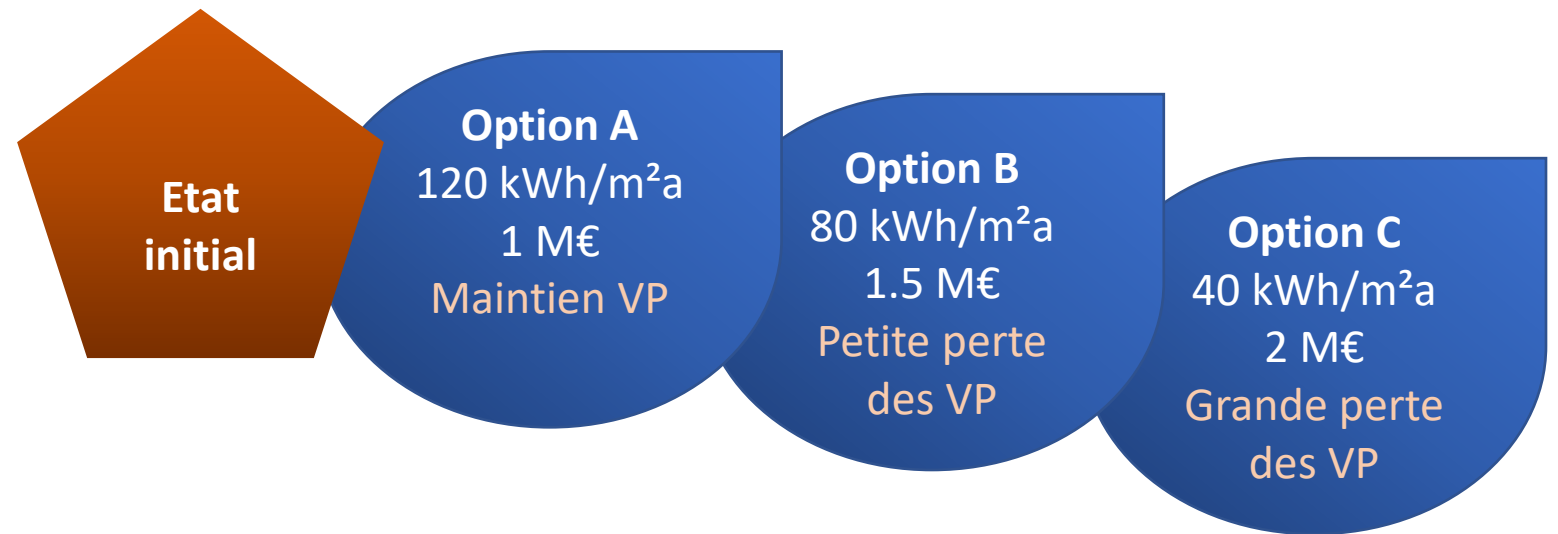 Etat
initial
Option A
120 kWh/m²a
1 M€
Maintien VP
Option B
80 kWh/m²a
1.5 M€
Petite perte
des VP
Option C
40 kWh/m²a
2 M€
Grande perte
des VP